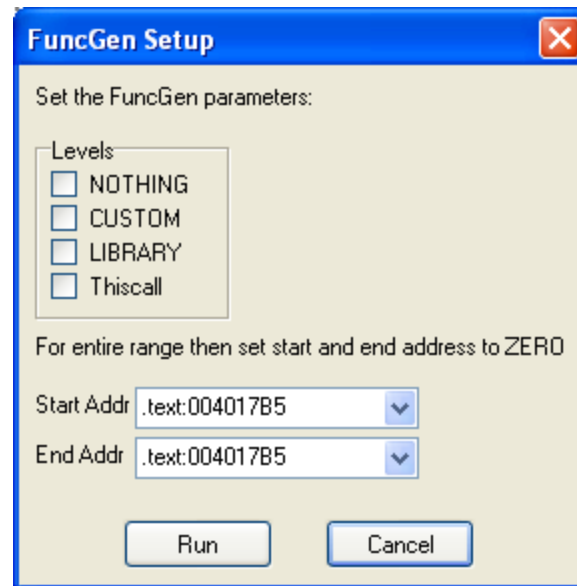 FuncGen Setup
Set the FuncGen parameters:
Levels
NOTHING
CUSTOM
LIBRARY
Thiscall
For entire range then set start and end address to ZERO
Start Addr .text:004017B5
End Addr .text:004017B5
Run Cancel